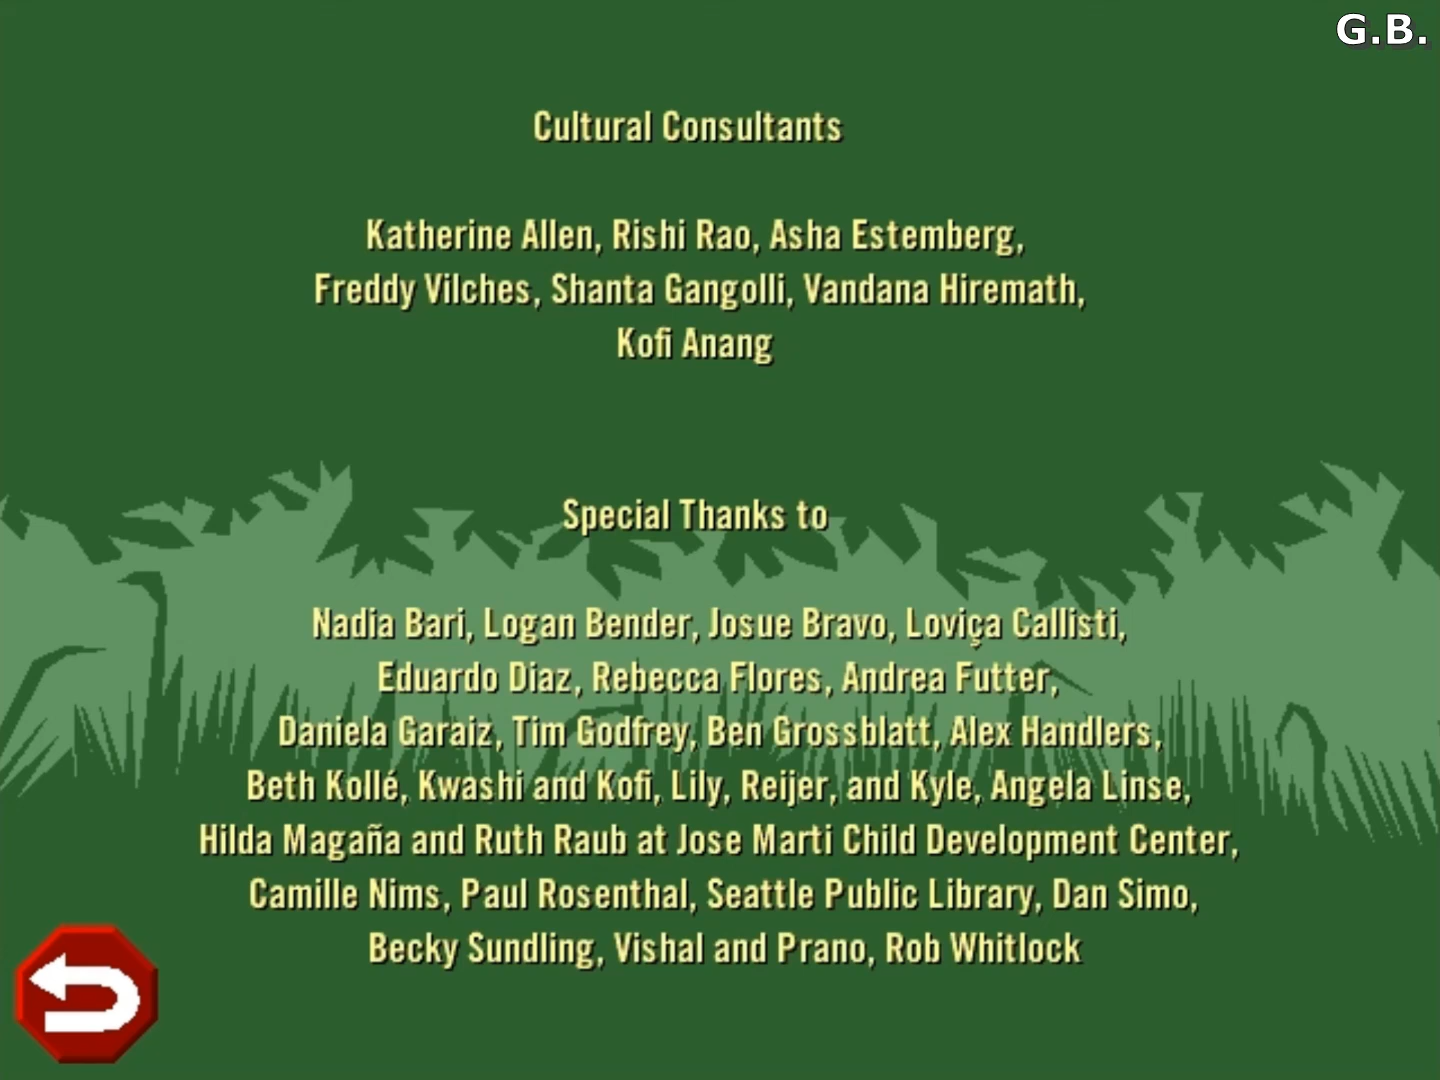 G.B.
Cultural Consultants
Katherine Allen, Rishi Rao, Asha Estemberg,
Freddy Vilches, Shanta Gangolli, Vandana Hiremath,
Kofi Anang
Special Thanks to
Nadia Bari, Logan Bender, Josue Bravo, Loviça Callisti,
Eduardo Diaz, Rebecca Flores, Andrea Futter,
Daniela Garaiz, Tim Godfrey, Ben Grossblatt, Alex Handlers,
Beth Kollé, Kwashi and Kofi, Lily, Reijer, and Kyle, Angela Linse,
Hilda Magaña and Ruth Raub at Jose Marti Child Development Center,
Camille Nims, Paul Rosenthal, Seattle Public Library, Dan Simo,
Becky Sundling, Vishal and Prano, Rob Whitlock